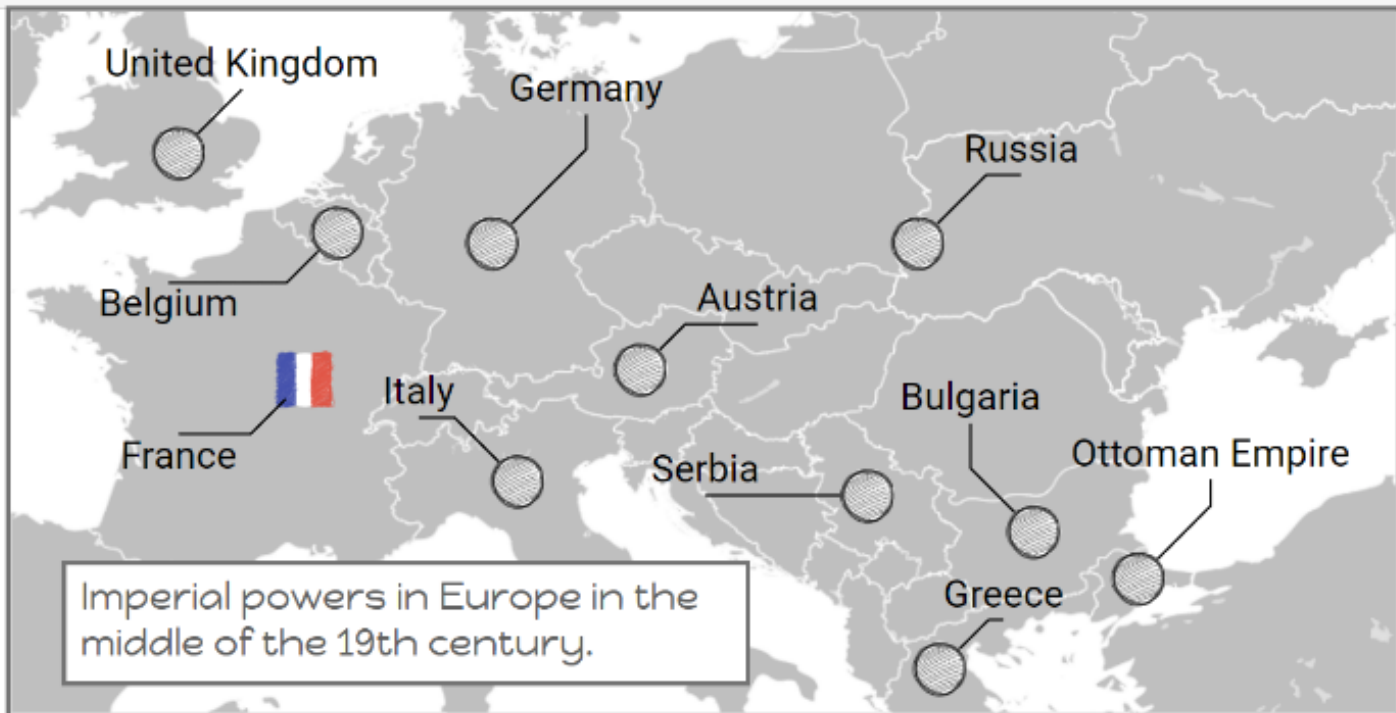 United Kingdom
Germany
Russia
Belgium
Austria
Italy
Bulgaria
France
Serbia
Ottoman Empire
Greece
Imperial powers in Europe in the
middle of the 19th century.